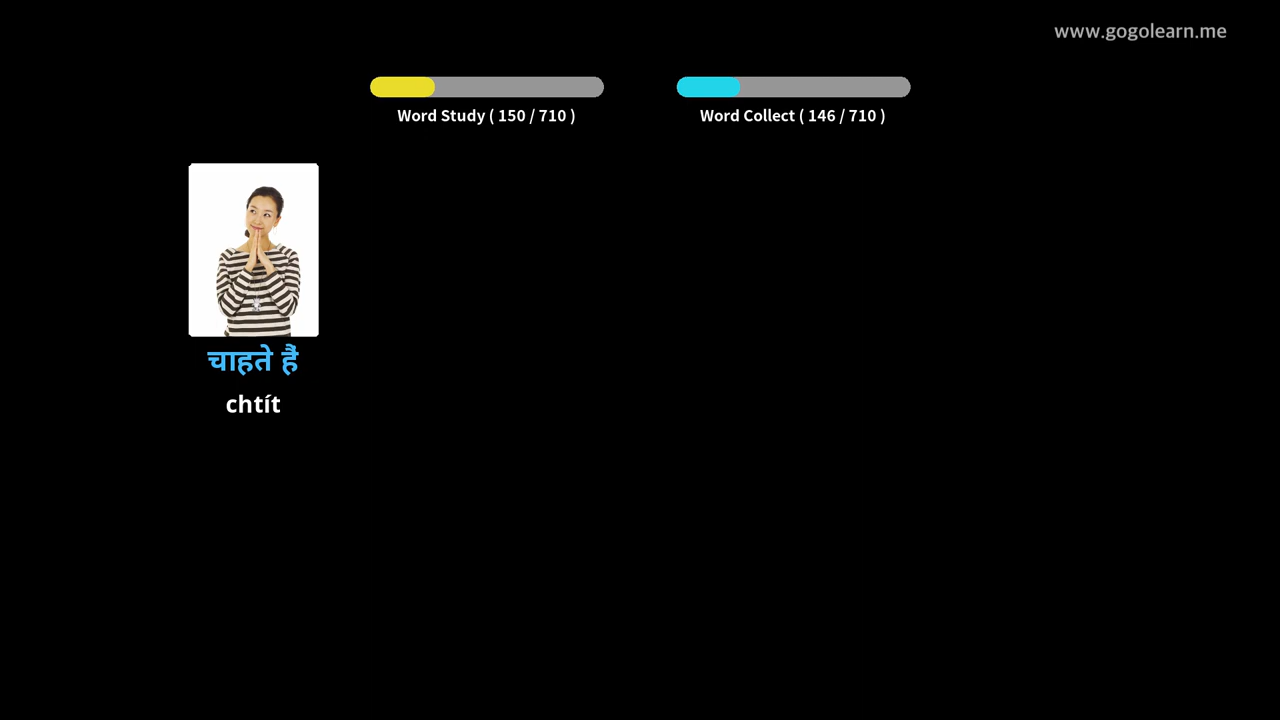 www.gogolearn.me
Word Study ( 150 / 710 )
Word Collect ( 146 / 710 )
चाहते हैं
chtít